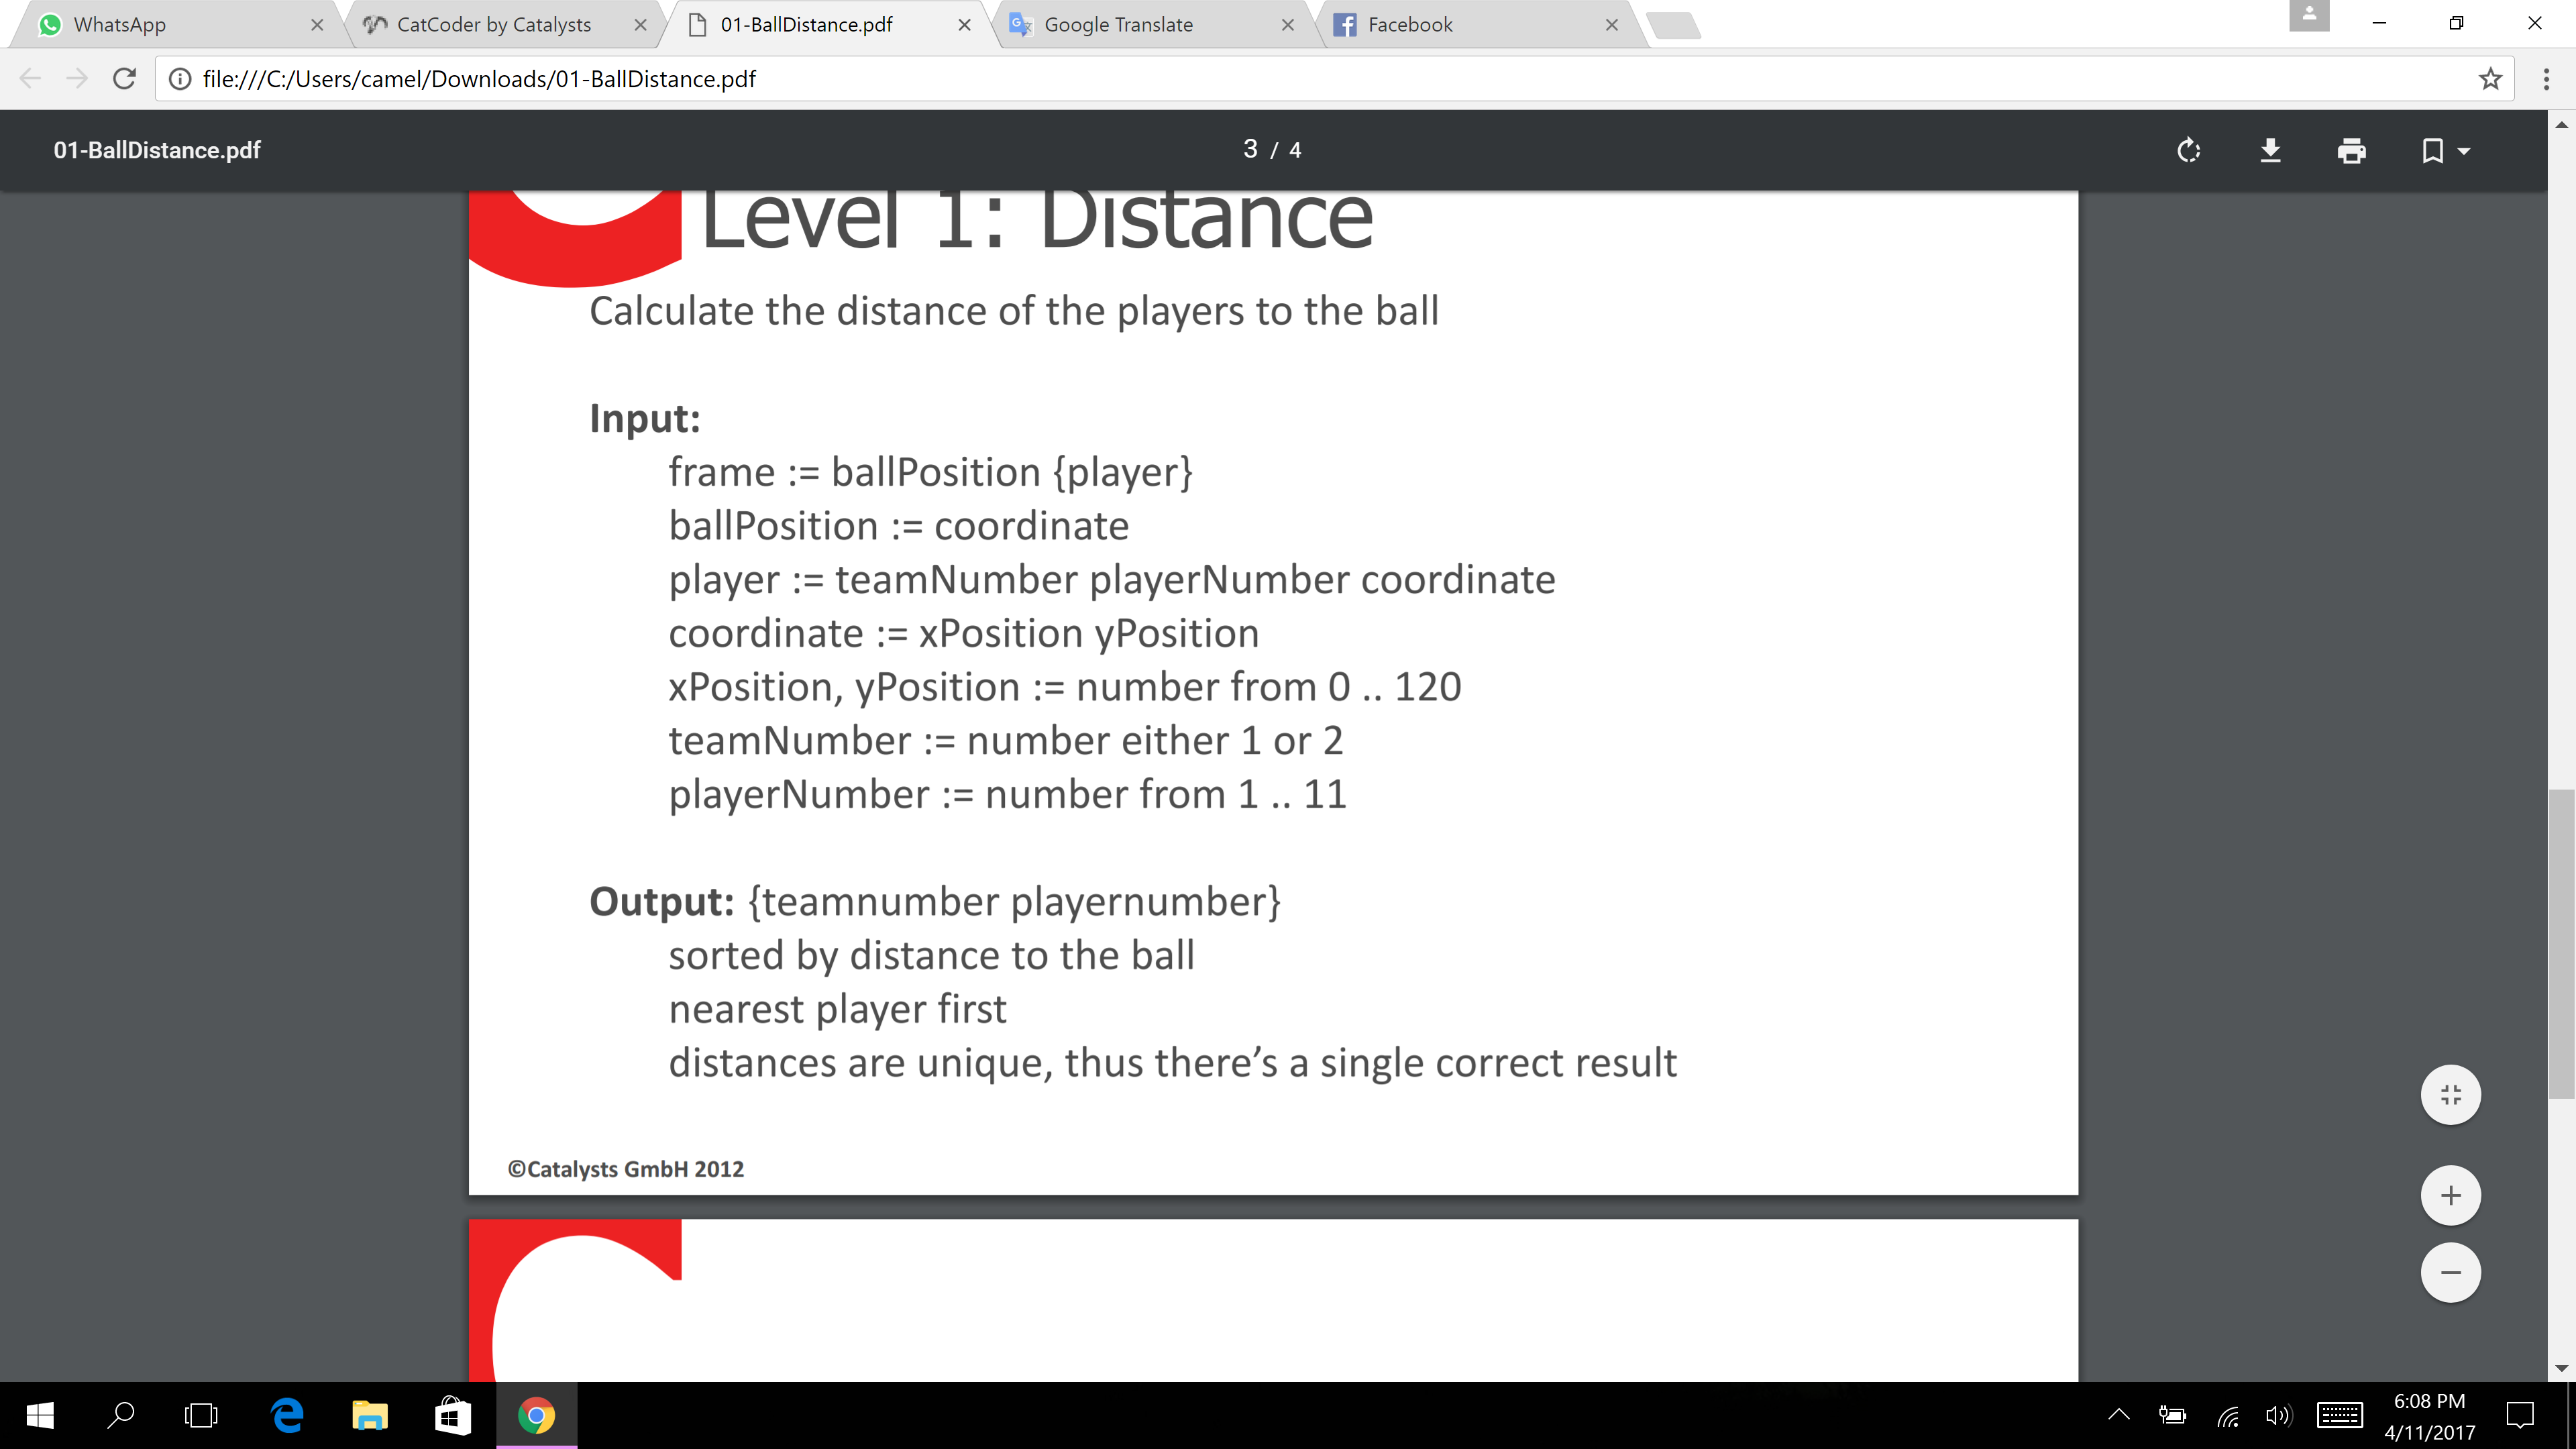 WhatsApp
CatCoder by Catalysts
01-BallDistance.pdf
Google Translate
Facebook
file:///C:/Users/camel/Downloads/01-BallDistance.pdf
01-BallDistance.pdf
3 / 4
Level 1: Distance
Calculate the distance of the players to the ball
Input:
frame := ballPosition {player}
ballPosition := coordinate
player := teamNumber playerNumber coordinate
coordinate := xPosition yPosition
xPosition, yPosition := number from 0 .. 120
teamNumber := number either 1 or 2
playerNumber := number from 1 .. 11
Output: {teamnumber playernumber}
sorted by distance to the ball
nearest player first
distances are unique, thus there’s a single correct result
©Catalysts GmbH 2012
6:08 PM
4/11/2017